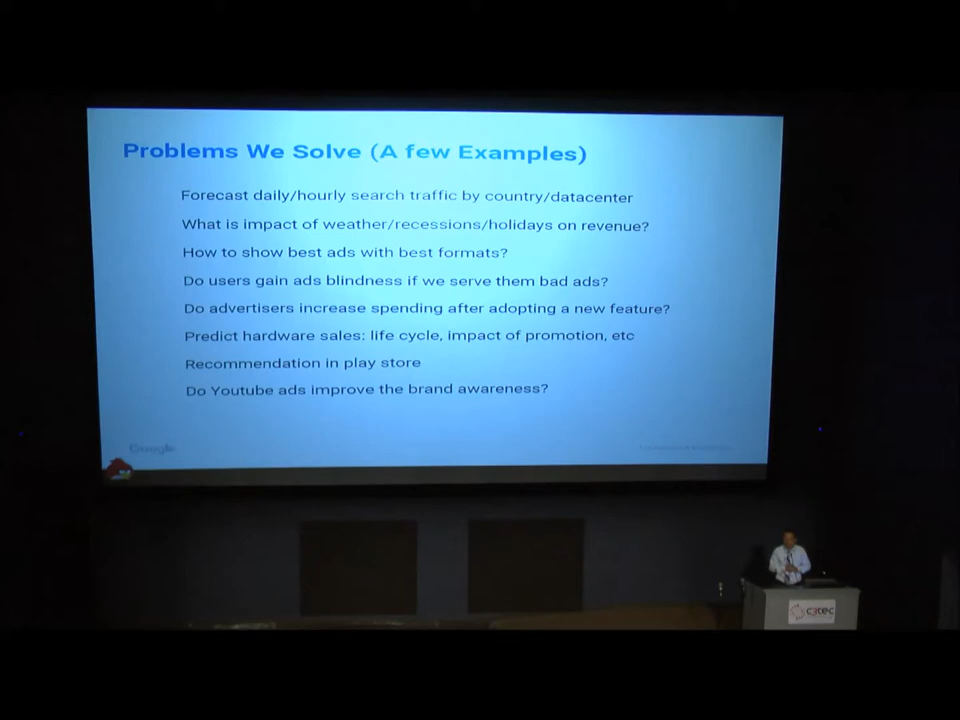 Problems We Solve (A few Examples)
Forecast daily/hourly search traffic by country/datacenter
What is impact of weather/recessions/holidays on revenue?
How to show best ads with best formats?
Do users gain ads blindness if we serve them bad ads?
Do advertisers increase spending after adopting a new feature?
Predict hardware sales: life cycle, impact of promotion, etc
Recommendation in play store
Do Youtube ads improve the brand awareness?
Google
c3tec